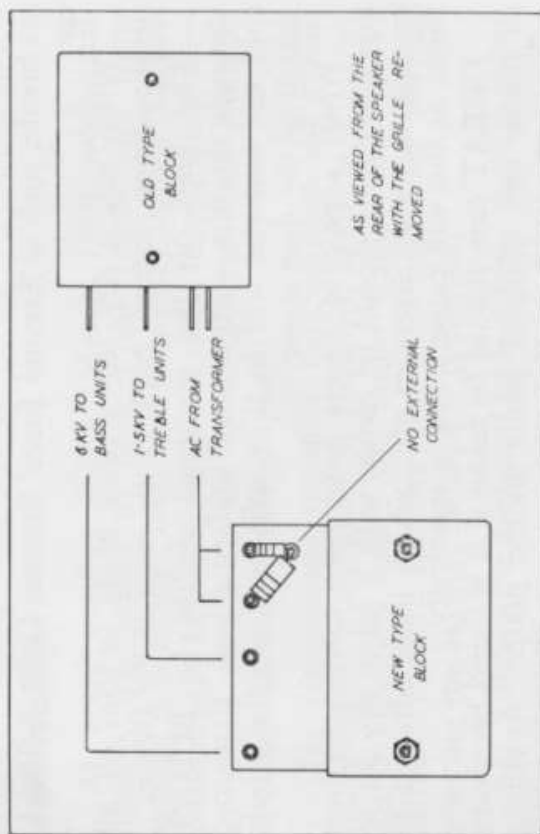 OLD TYPE
BLOCK
6 KV TO
BASS UNITS
1·5KV TO
TREBLE UNITS
AC FROM
TRANSFORMER
AS VIEWED FROM THE
REAR OF THE SPEAKER
WITH THE GRILLE RE-
MOVED
NO EXTERNAL
CONNECTION
NEW TYPE
BLOCK